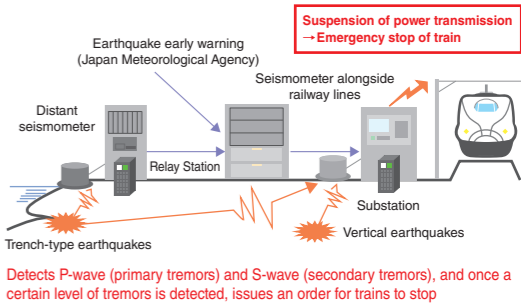 Suspension of power transmission
→Emergency stop of train
Earthquake early warning
(Japan Meteorological Agency)
Seismometer alongside
railway lines
Distant
seismometer
Relay Station
Substation
Trench-type earthquakes
Vertical earthquakes
Detects P-wave (primary tremors) and S-wave (secondary tremors), and once a
certain level of tremors is detected, issues an order for trains to stop